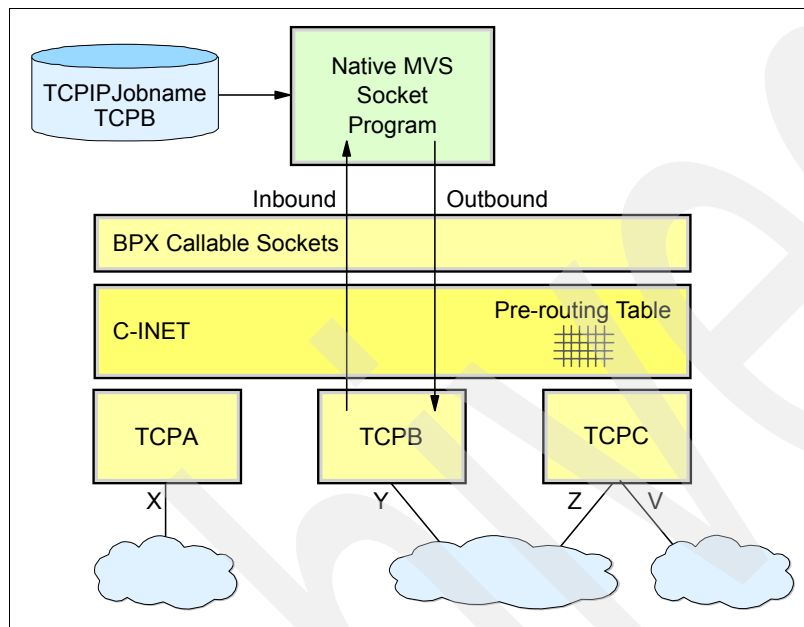 TCPIPJobname
TCPB
Native MVS
Socket
Program
Inbound
Outbound
BPX Callable Sockets
C-INET
Pre-routing Table
TCPA
TCPB
TCPC
X
Y
Z
V